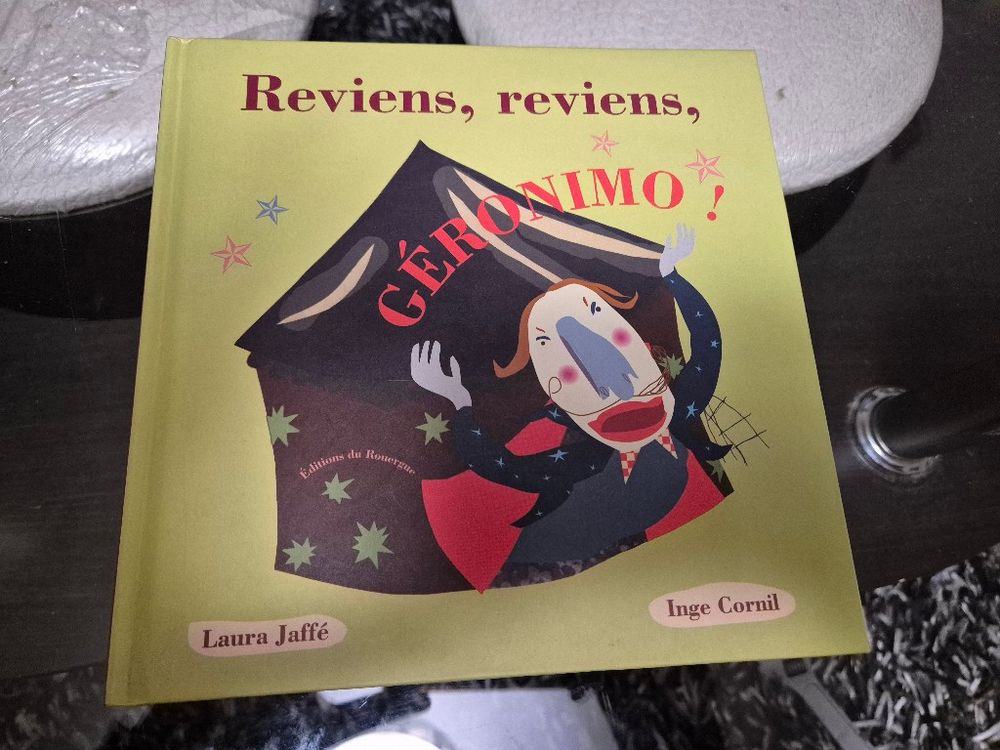 Reviens, reviens,
GÉRONIMO !
Éditions du Rouergue
Laura Jaffé
Inge Cornil